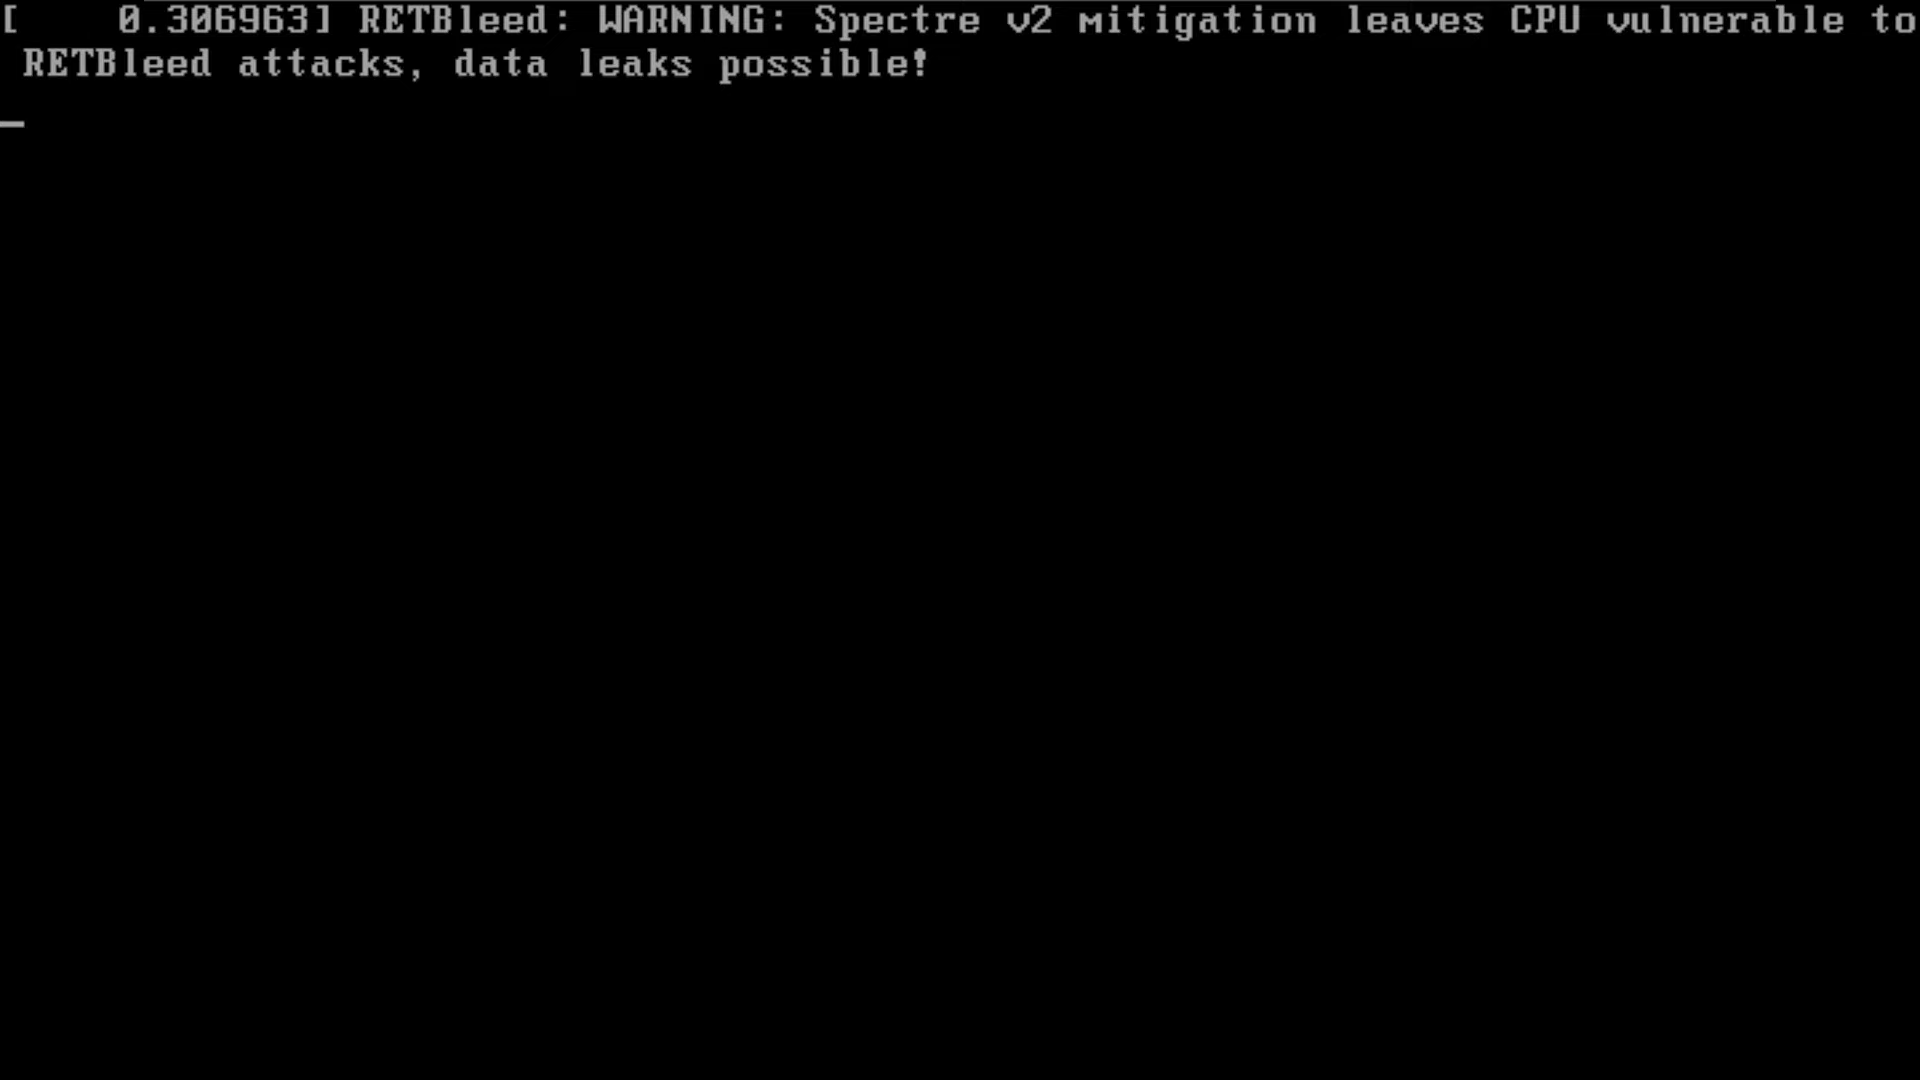 [    0.306963] RETBleed: WARNING: Spectre v2 mitigation leaves CPU vulnerable to
RETBleed attacks, data leaks possible!